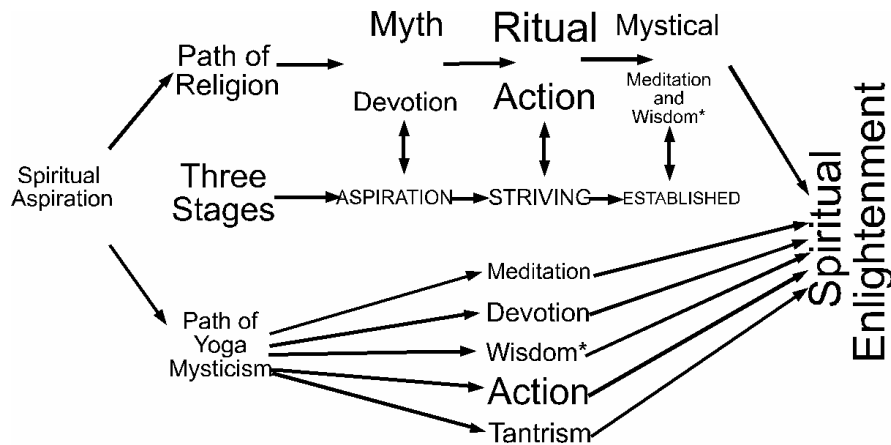 Myth
Ritual
Mystical
Path of
Religion
Devotion
Action
Meditation
and
Wisdom*
Spiritual
Aspiration
Three
Stages
ASPIRATION
STRIVING
ESTABLISHED
Path of
Yoga
Mysticism
Meditation
Devotion
Wisdom*
Action
Tantrism
Spiritual
Enlightenment